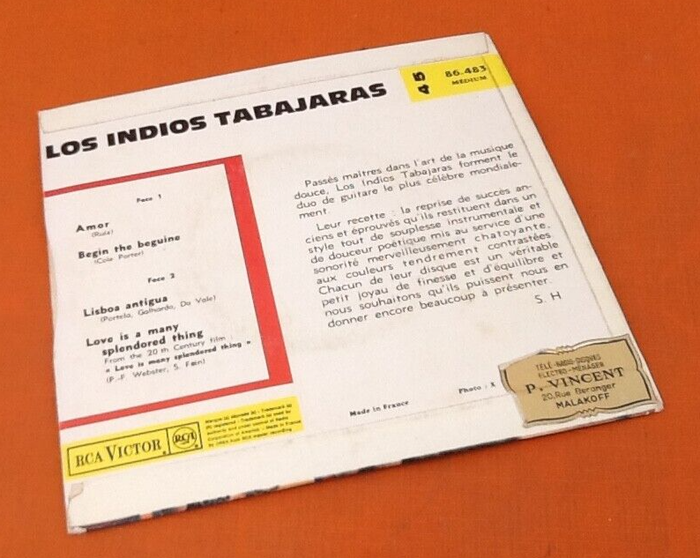 LOS INDIOS TABAJARAS
45
86.483
MÉDIUM
Face 1
Amor
(Ruiz)
Begin the beguine
(Cole Porter)
Face 2
Lisboa antigua
(Portela, Galhardo, Do Vale)
Love is a many
splendored thing
From the 20 th Century film :
« Love is many splendored thing »
(P.-F. Webster, S. Fain)
Passés maîtres dans l'art de la musique
douce, Los Indios Tabajaras forment le
duo de guitare le plus célèbre mondiale-
ment.
Leur recette : la reprise de succès an-
ciens et éprouvés qu'ils restituent dans un
style tout de souplesse instrumentale et
de douceur poétique mis au service d'une
sonorité merveilleusement chatoyante,
aux couleurs tendrement contrastées.
Chacun de leur disque est un véritable
petit joyau de finesse et d'équilibre et
nous souhaitons qu'ils puissent nous en
donner encore beaucoup à présenter.
S. H
RCA VICTOR
RCA
Made in France
Photo : X
TÉLÉ-RADIO-DISQUES
ELECTRO-MÉNAGER
P. VINCENT
20, Rue Beranger
MALAKOFF